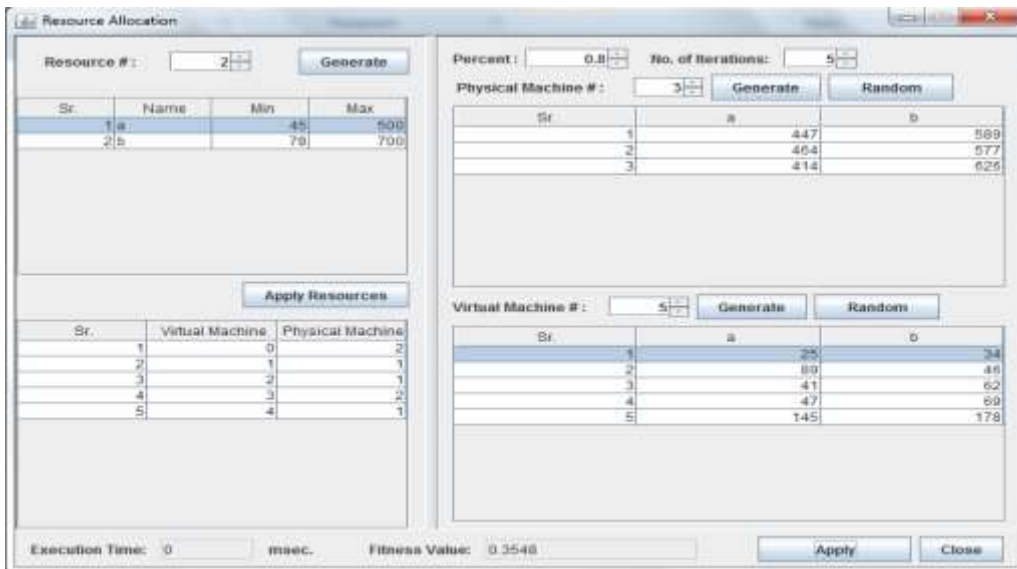 Resource Allocation
Resource # : 2 Generate
Sr. Name Min Max
1 a 45 500
2 b 78 700
Apply Resources
Sr. Virtual Machine Physical Machine
1 0 2
2 1 1
3 2 1
4 3 2
5 4 1
Percent : 0.8 No. of Iterations: 5
Physical Machine # : 3 Generate Random
Sr. a b
1 447 589
2 464 577
3 414 625
Virtual Machine # : 5 Generate Random
Sr. a b
1 25 34
2 89 46
3 41 62
4 47 69
5 145 178
Execution Time: 0 msec. Fitness Value: 0.3548 Apply Close